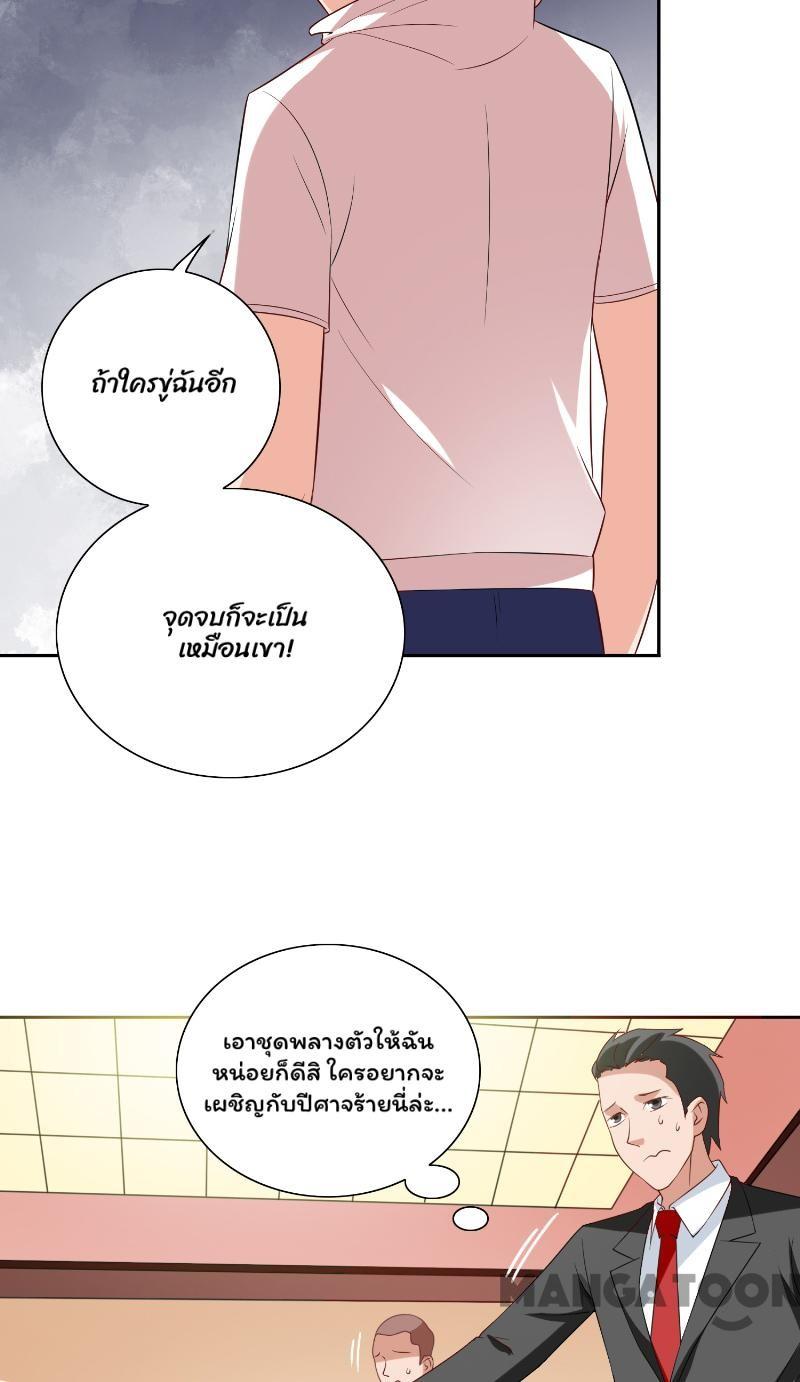 ถ้าใครขู่ฉันอีก
จุดจบก็จะเป็น
เหมือนเขา!
เอาชุดพลางตัวให้ฉัน
หน่อยก็ดีสิ ใครอยากจะ
เผชิญกับปีศาจร้ายนี่ล่ะ...
MANGATOON